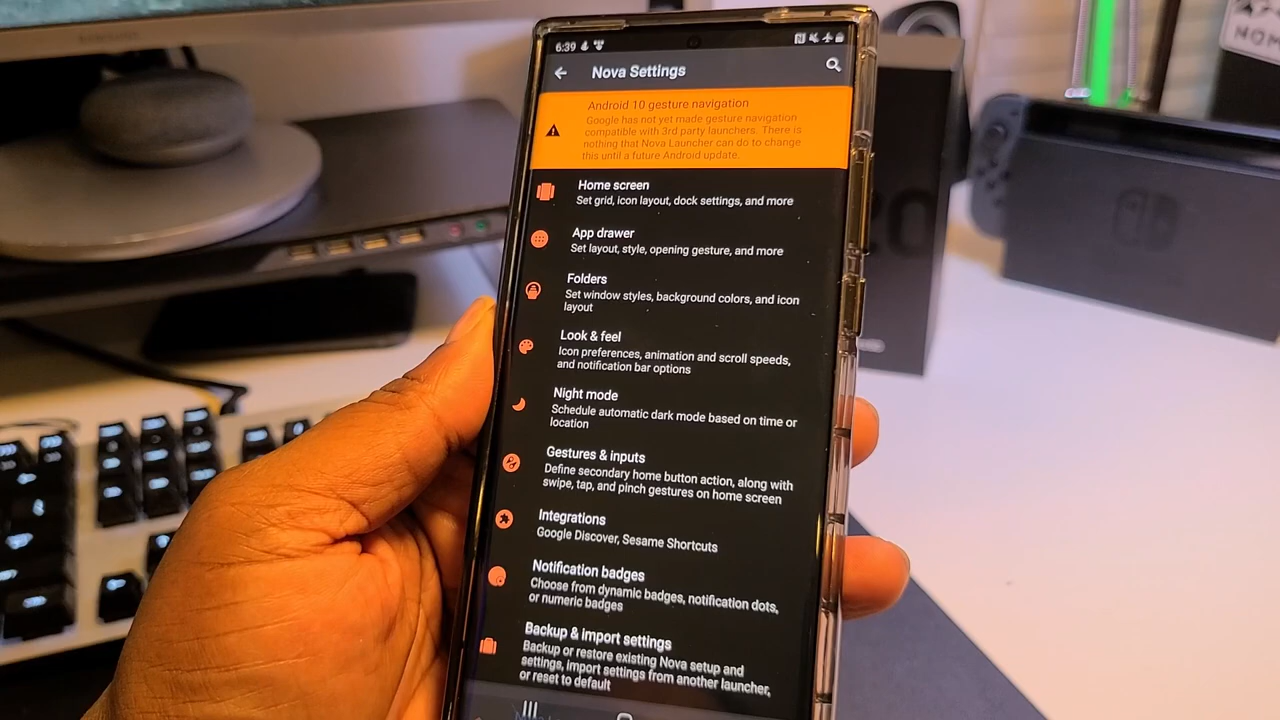 6:39
Nova Settings
Android 10 gesture navigation
Google has not yet made gesture navigation
compatible with 3rd party launchers. There is
nothing that Nova Launcher can do to change
this until a future Android update.
Home screen
Set grid, icon layout, dock settings, and more
App drawer
Set layout, style, opening gesture, and more
Folders
Set window styles, background colors, and icon
layout
Look & feel
Icon preferences, animation and scroll speeds,
and notification bar options
Night mode
Schedule automatic dark mode based on time or
location
Gestures & inputs
Define secondary home button action, along with
swipe, tap, and pinch gestures on home screen
Integrations
Google Discover, Sesame Shortcuts
Notification badges
Choose from dynamic badges, notification dots,
or numeric badges
Backup & import settings
Backup or restore existing Nova setup and
settings, import settings from another launcher,
or reset to default